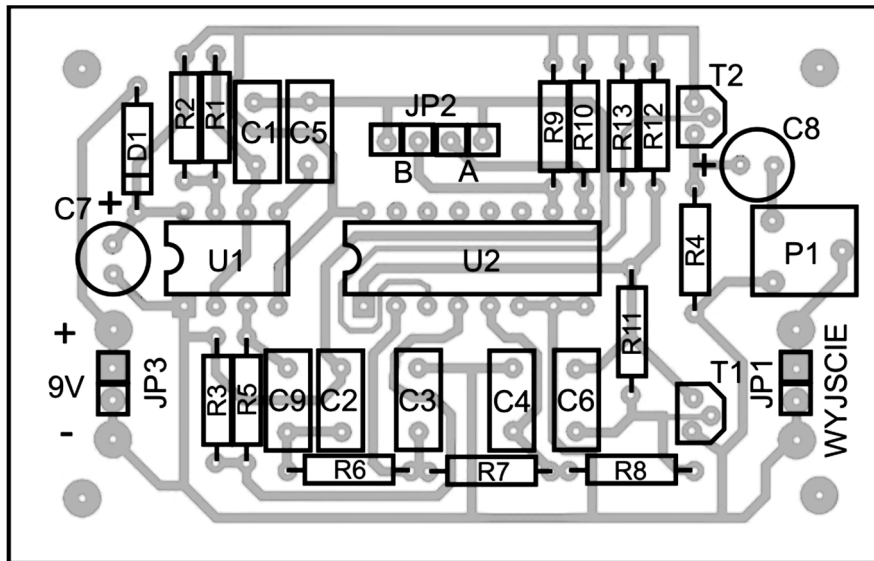 T2
R2
R1
C1
C5
JP2
R9
R10
R13
R12
C8
+
D1
B
A
C7
+
U1
U2
R4
P1
+
9V
-
JP3
R3
R5
C9
C2
C3
C4
C6
R11
T1
JP1
WYJSCIE
R6
R7
R8